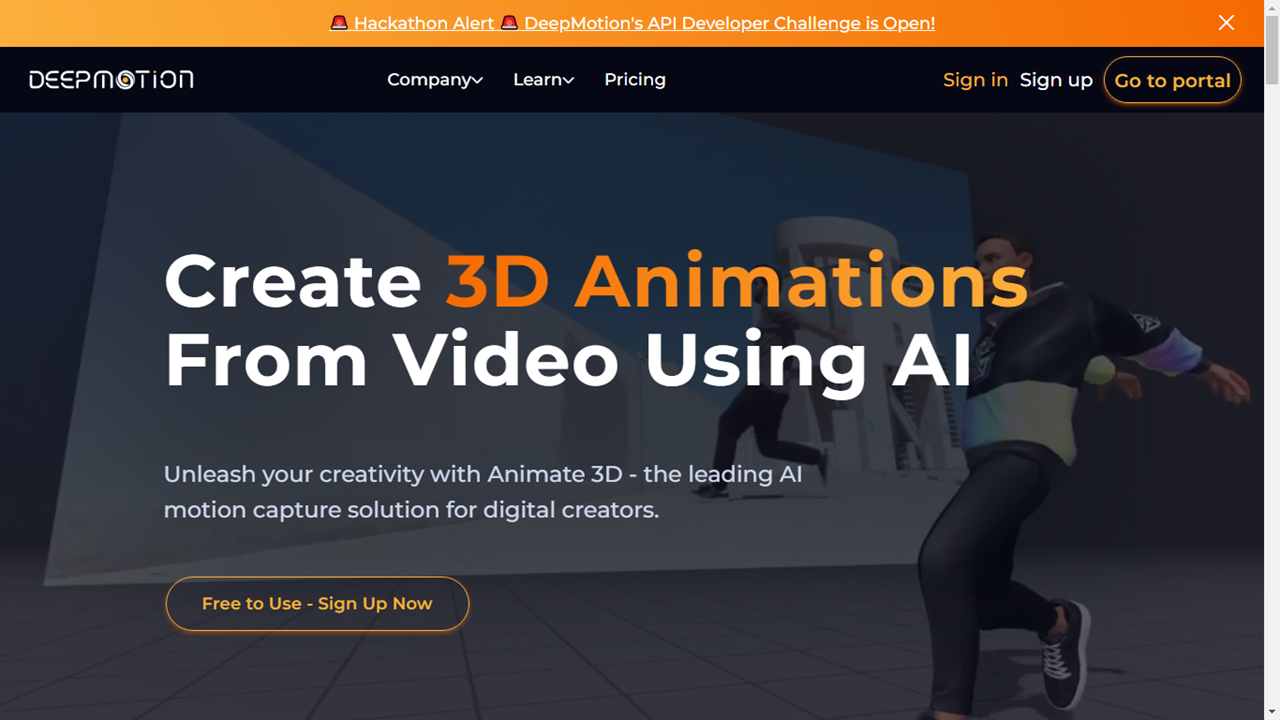 🚨 Hackathon Alert 🚨 DeepMotion's API Developer Challenge is Open!
DEEPMOTION
Company
Learn
Pricing
Sign in
Sign up
Go to portal
Create 3D Animations
From Video Using AI
Unleash your creativity with Animate 3D - the leading AI
motion capture solution for digital creators.
Free to Use - Sign Up Now